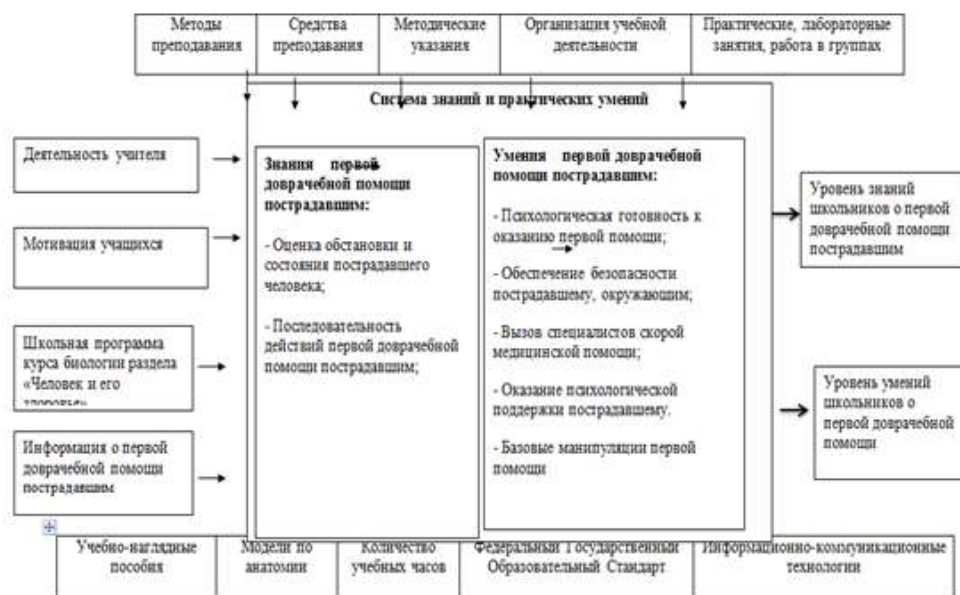 Методы
преподавания
Средства
преподавания
Методические
указания
Организация учебной
деятельности
Практические, лабораторные
занятия, работа в группах
Система знаний и практических умений
Деятельность учителя
Мотивация учащихся
Школьная программа
курса биологии раздела
«Человек и его
здоровье»
Информация о первой
доврачебной помощи
пострадавшим
Знания первой
доврачебной помощи
пострадавшим:
- Оценка обстановки и
состояния пострадавшего
человека;
- Последовательность
действий первой доврачебной
помощи пострадавшим;
Умения первой доврачебной
помощи пострадавшим:
- Психологическая готовность к
оказанию первой помощи;
- Обеспечение безопасности
пострадавшему, окружающим;
- Вызов специалистов скорой
медицинской помощи;
- Оказание психологической
поддержки пострадавшему.
- Базовые манипуляции первой
помощи
Уровень знаний
школьников о первой
доврачебной помощи
пострадавшим
Уровень умений
школьников о
первой доврачебной
помощи
Учебно-наглядные
пособия
Модели по
анатомии
Количество
учебных часов
Федеральный Государственный
Образовательный Стандарт
Информационно-коммуникационные
технологии